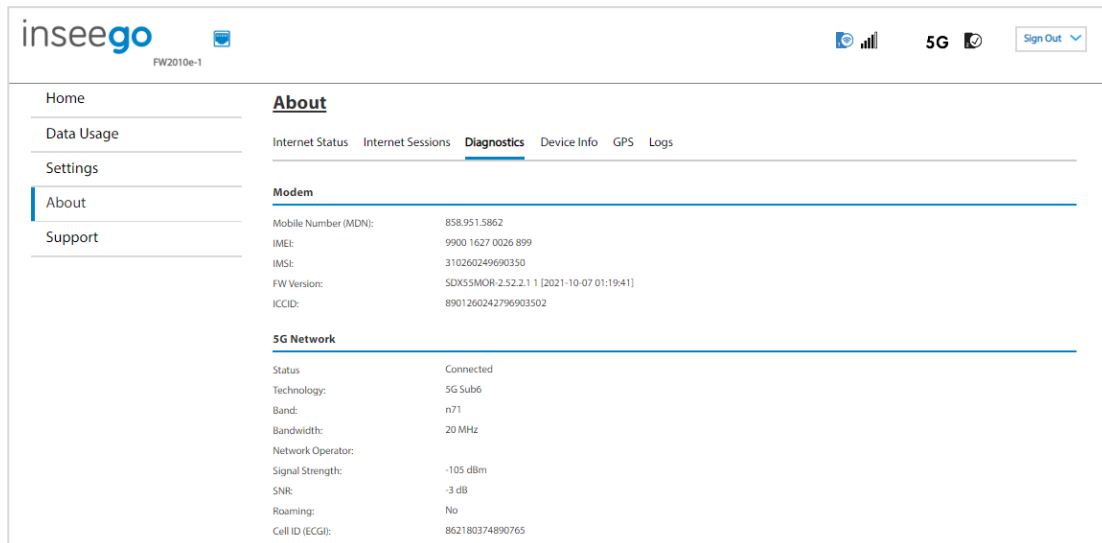 inseego
FW2010e-1
5G
Sign Out
Home
Data Usage
Settings
About
Support
About
Internet Status Internet Sessions Diagnostics Device Info GPS Logs
Modem
Mobile Number (MDN): 858.951.5862
IMEI: 9900 1627 0026 899
IMSI: 310260249690350
FW Version: SDX55MOR-2.52.2.1 1 [2021-10-07 01:19:41]
ICCID: 8901260242796903502
5G Network
Status Connected
Technology: 5G Sub6
Band: n71
Bandwidth: 20 MHz
Network Operator:
Signal Strength: -105 dBm
SNR: -3 dB
Roaming: No
Cell ID (ECGI): 862180374890765